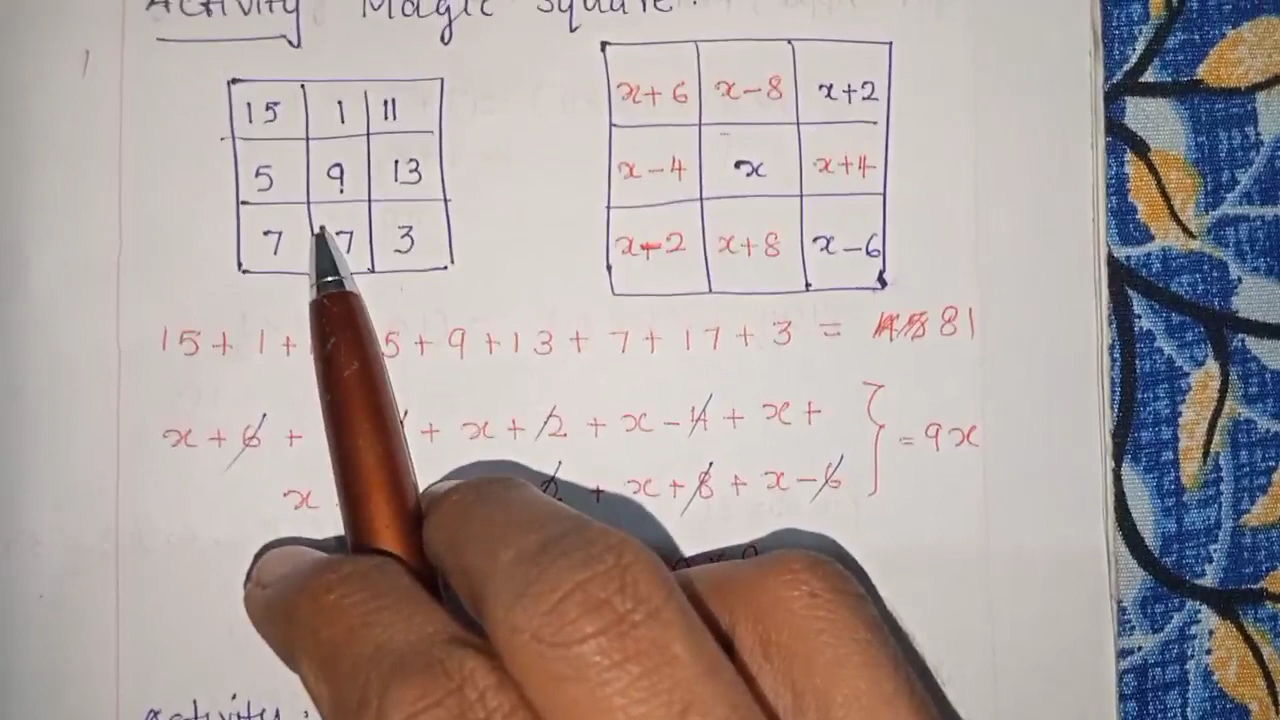 Activity Magic Square.
15 1 11
5 9 13
7 7 3
x+6 x-8 x+2
x-4 x x+4
x-2 x+8 x-6
15 + 1 + 5 + 9 + 13 + 7 + 17 + 3 = 81
x + 6 + + x + 2 + x - 4 + x + } = 9x
x + x + 8 + x - 6
Activity: